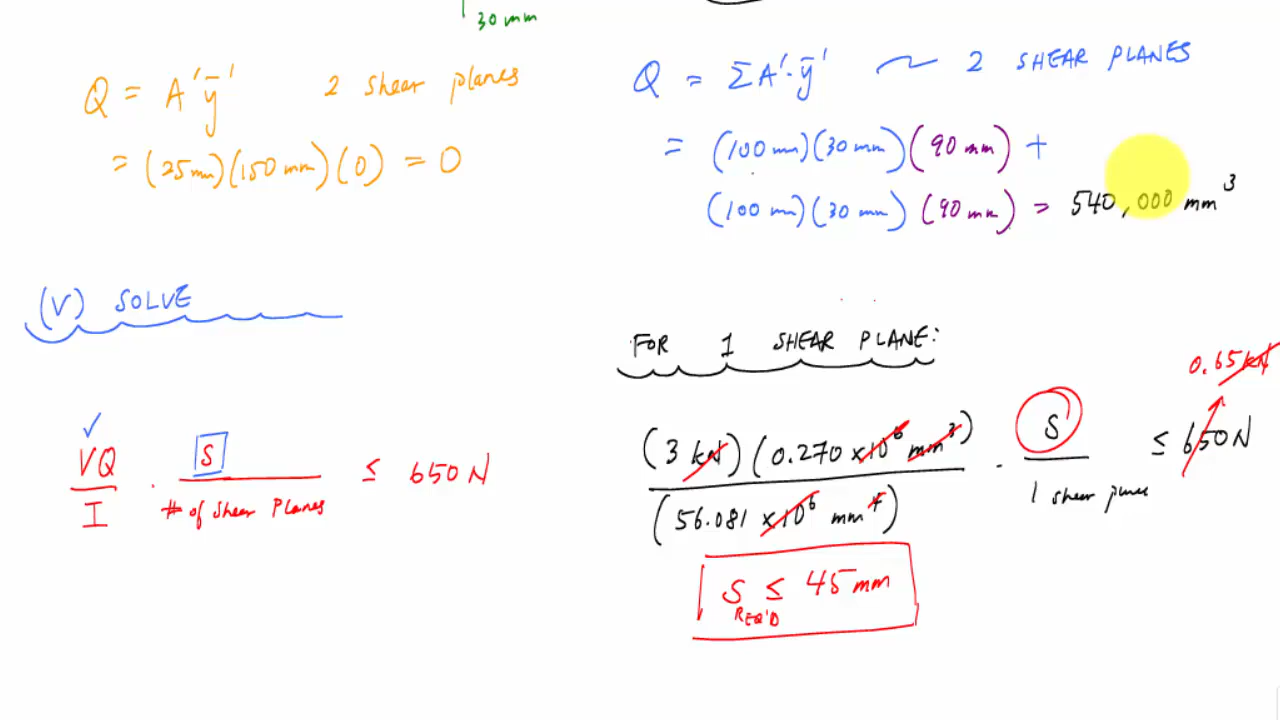 30 mm
Q = A' ȳ' 2 shear planes
= (25 mm)(150 mm)(0) = 0
Q = ΣA'·ȳ' ~ 2 SHEAR PLANES
= (100 mm)(30 mm)(90 mm) +
(100 mm)(30 mm)(90 mm) = 540,000 mm³
(V) SOLVE
✓
VQ/I · S/# of Shear Planes ≤ 650 N
FOR 1 SHEAR PLANE:
0.65 kN
(3 kN)(0.270 ×10⁶ mm³)/(56.081 ×10⁶ mm⁴) · S/1 shear plane ≤ 650 N
S REQ'D ≤ 45 mm